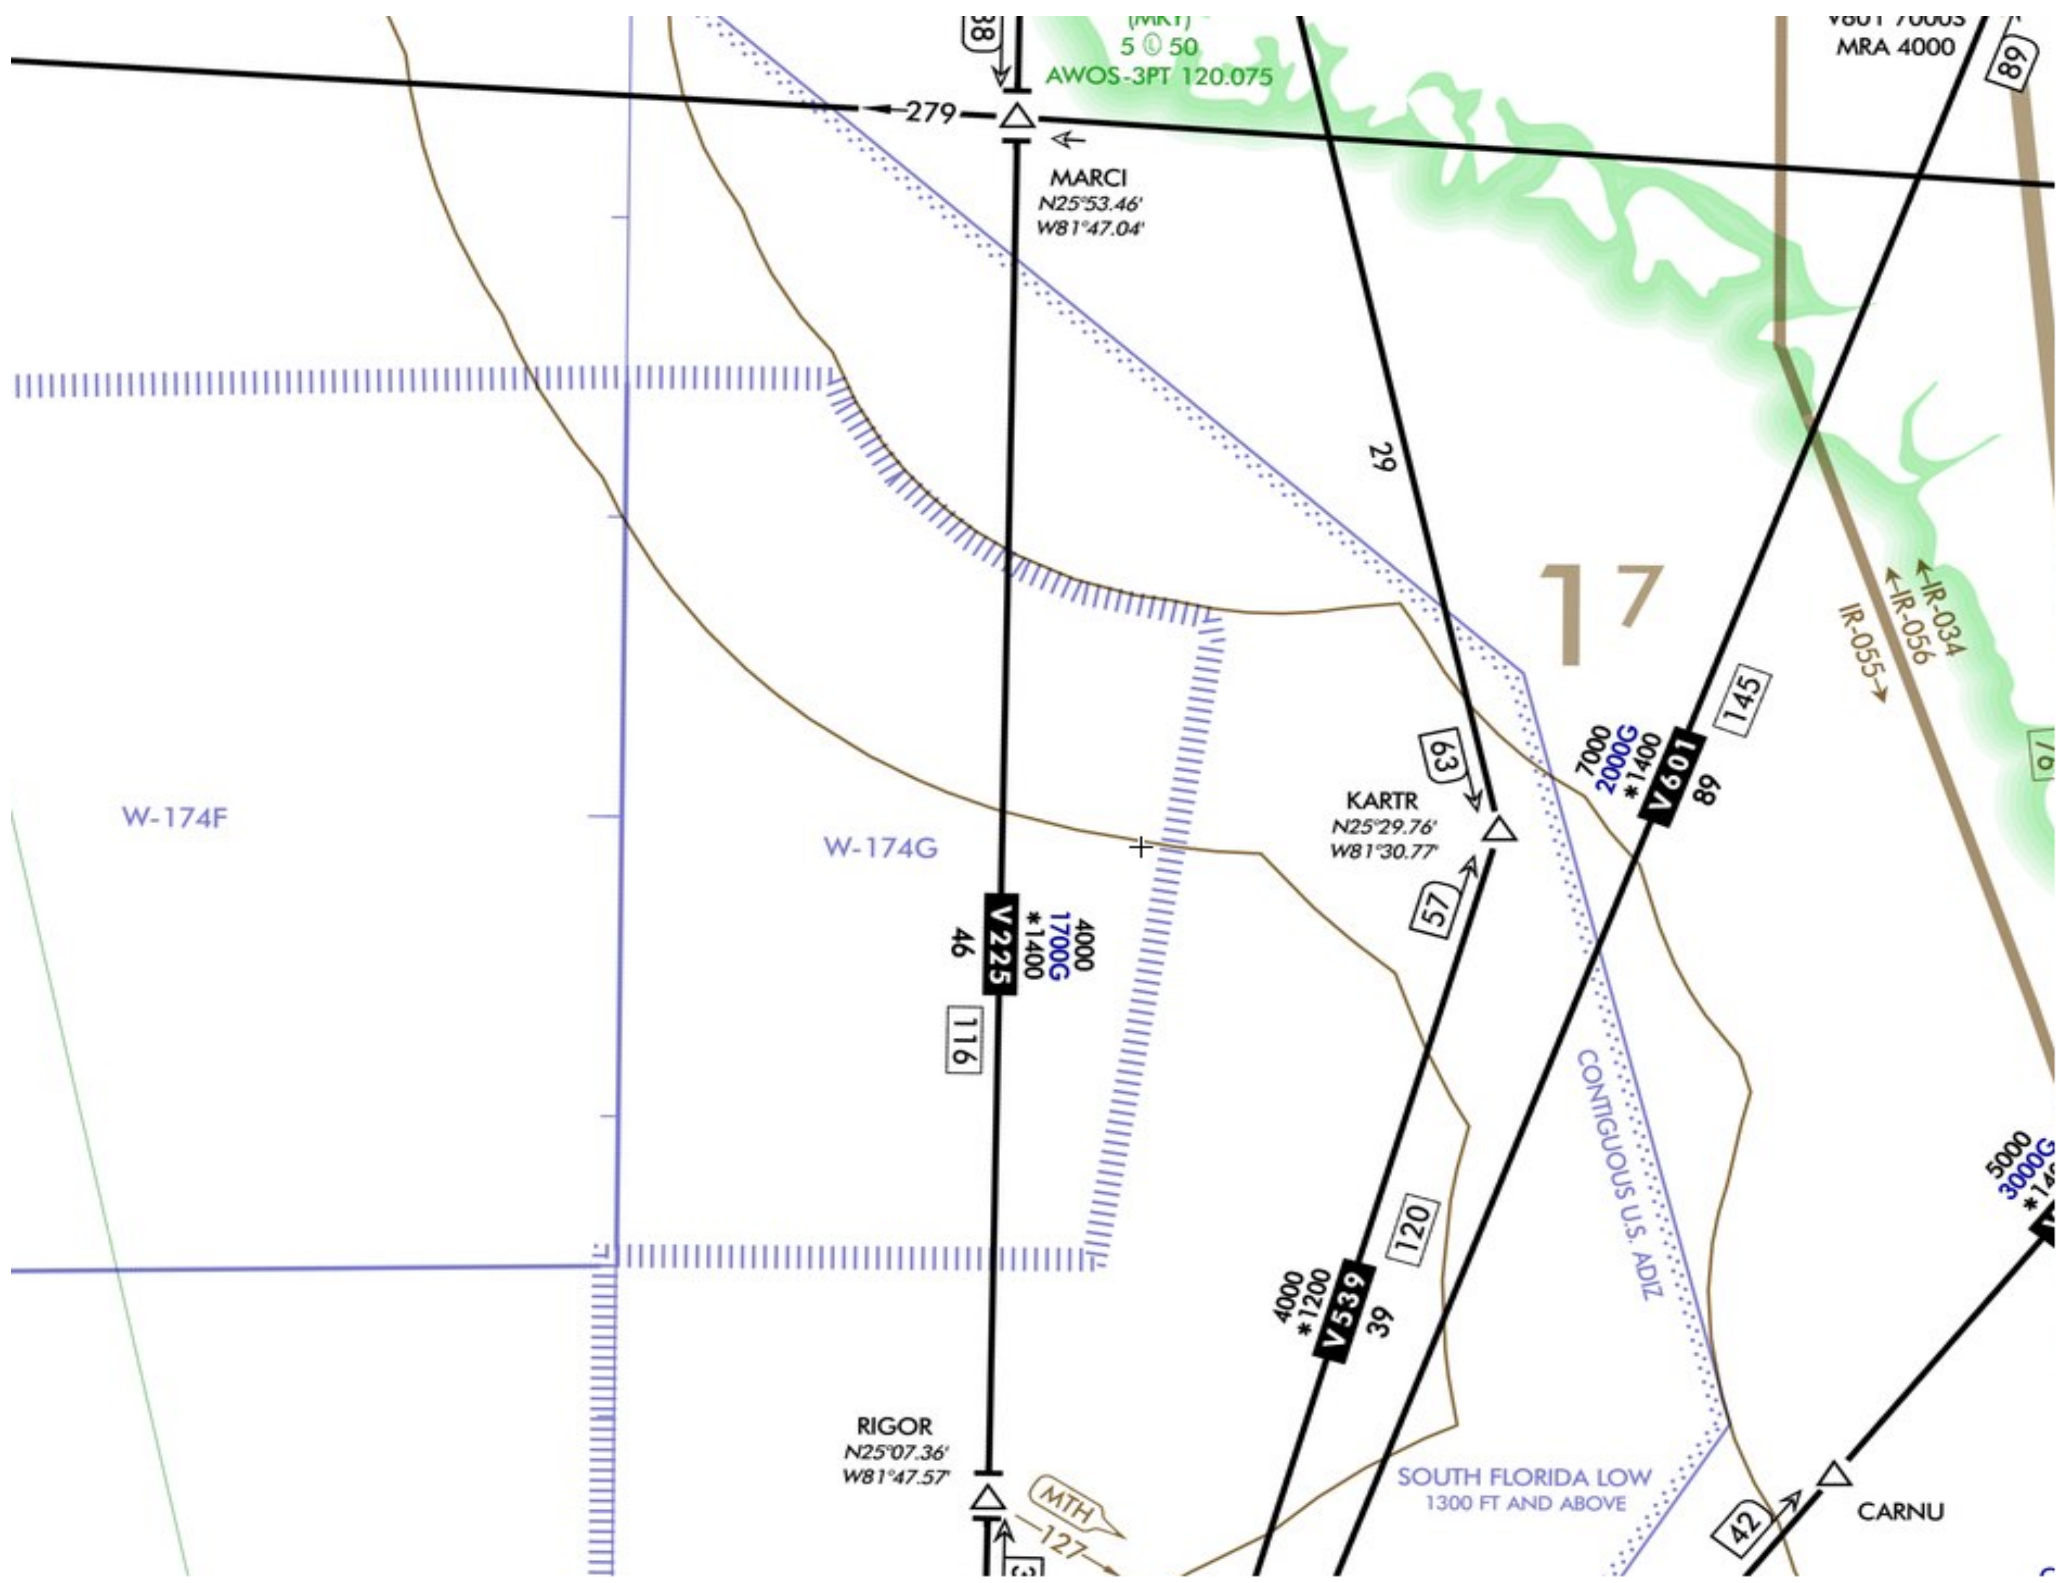 38
(MKY)
5 Ⓛ 50
AWOS-3PT 120.075
V601 7000S
MRA 4000
89
279
MARCI
N25°53.46'
W81°47.04'
29
17
IR-034
IR-056
IR-055
145
7000
2000G
*1400
V601
89
63
KARTR
N25°29.76'
W81°30.77'
57
W-174F
W-174G
V225
46
4000
1700G
*1400
116
CONTIGUOUS U.S. ADIZ
5000
3000G
120
4000
*1200
V539
39
RIGOR
N25°07.36'
W81°47.57'
MTH
127
SOUTH FLORIDA LOW
1300 FT AND ABOVE
42
CARNU
3